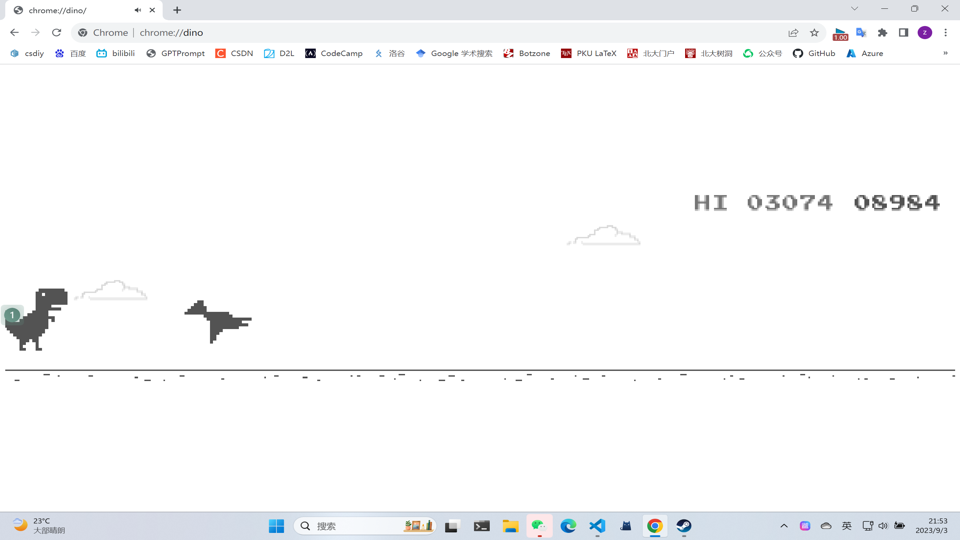 chrome://dino/
Chrome | chrome://dino
1.00
z
csdiy 百度 bilibili GPTPrompt CSDN D2L CodeCamp 洛谷 Google 学术搜索 Botzone PKU LaTeX 北大门户 北大树洞 公众号 GitHub Azure »
HI 03074 08984
1
23°C
大部晴朗
搜索
英
21:53
2023/9/3